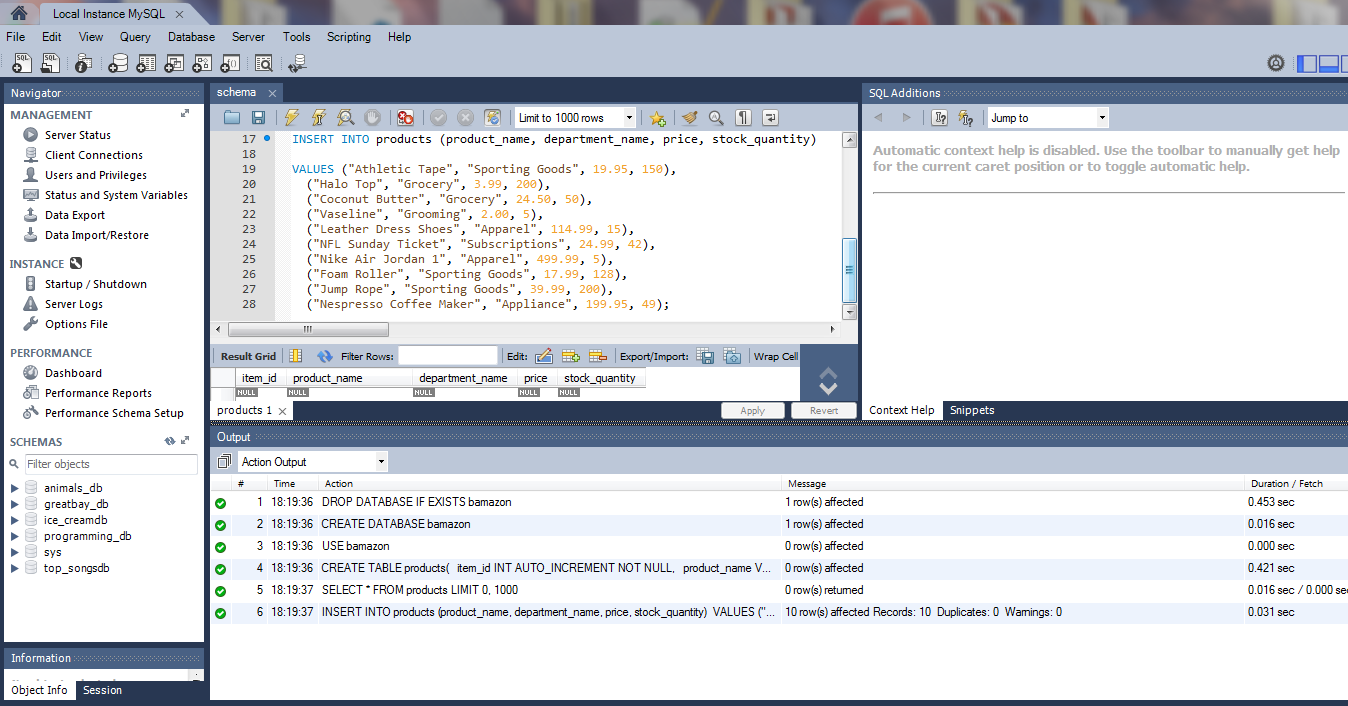 Local Instance MySQL
File Edit View Query Database Server Tools Scripting Help
Navigator
MANAGEMENT
Server Status
Client Connections
Users and Privileges
Status and System Variables
Data Export
Data Import/Restore
INSTANCE
Startup / Shutdown
Server Logs
Options File
PERFORMANCE
Dashboard
Performance Reports
Performance Schema Setup
SCHEMAS
Filter objects
animals_db
greatbay_db
ice_creamdb
programming_db
sys
top_songsdb
Information
Object Info Session
schema
Limit to 1000 rows
17 INSERT INTO products (product_name, department_name, price, stock_quantity)
18
19 VALUES ("Athletic Tape", "Sporting Goods", 19.95, 150),
20 ("Halo Top", "Grocery", 3.99, 200),
21 ("Coconut Butter", "Grocery", 24.50, 50),
22 ("Vaseline", "Grooming", 2.00, 5),
23 ("Leather Dress Shoes", "Apparel", 114.99, 15),
24 ("NFL Sunday Ticket", "Subscriptions", 24.99, 42),
25 ("Nike Air Jordan 1", "Apparel", 499.99, 5),
26 ("Foam Roller", "Sporting Goods", 17.99, 128),
27 ("Jump Rope", "Sporting Goods", 39.99, 200),
28 ("Nespresso Coffee Maker", "Appliance", 199.95, 49);
Result Grid Filter Rows: Edit: Export/Import: Wrap Cell
item_id product_name department_name price stock_quantity
NULL NULL NULL NULL NULL
products 1 Apply Revert
SQL Additions
Jump to
Automatic context help is disabled. Use the toolbar to manually get help
for the current caret position or to toggle automatic help.
Context Help Snippets
Output
Action Output
# Time Action Message Duration / Fetch
1 18:19:36 DROP DATABASE IF EXISTS bamazon 1 row(s) affected 0.453 sec
2 18:19:36 CREATE DATABASE bamazon 1 row(s) affected 0.016 sec
3 18:19:36 USE bamazon 0 row(s) affected 0.000 sec
4 18:19:36 CREATE TABLE products( item_id INT AUTO_INCREMENT NOT NULL, product_name V... 0 row(s) affected 0.421 sec
5 18:19:37 SELECT * FROM products LIMIT 0, 1000 0 row(s) returned 0.016 sec / 0.000 sec
6 18:19:37 INSERT INTO products (product_name, department_name, price, stock_quantity) VALUES ("... 10 row(s) affected Records: 10 Duplicates: 0 Warnings: 0 0.031 sec